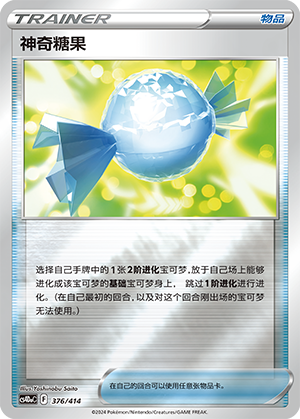 TRAINER
物品
神奇糖果
选择自己手牌中的1张2阶进化宝可梦,放于自己场上能够
进化成该宝可梦的基础宝可梦身上, 跳过1阶进化进行进
化。(在自己最初的回合,以及对这个回合刚出场的宝可梦
无法使用。)
Illus. Yoshinobu Saito
F 376/414
在自己的回合可以使用任意张物品卡。
©2024 Pokémon/Nintendo/Creatures/GAME FREAK.